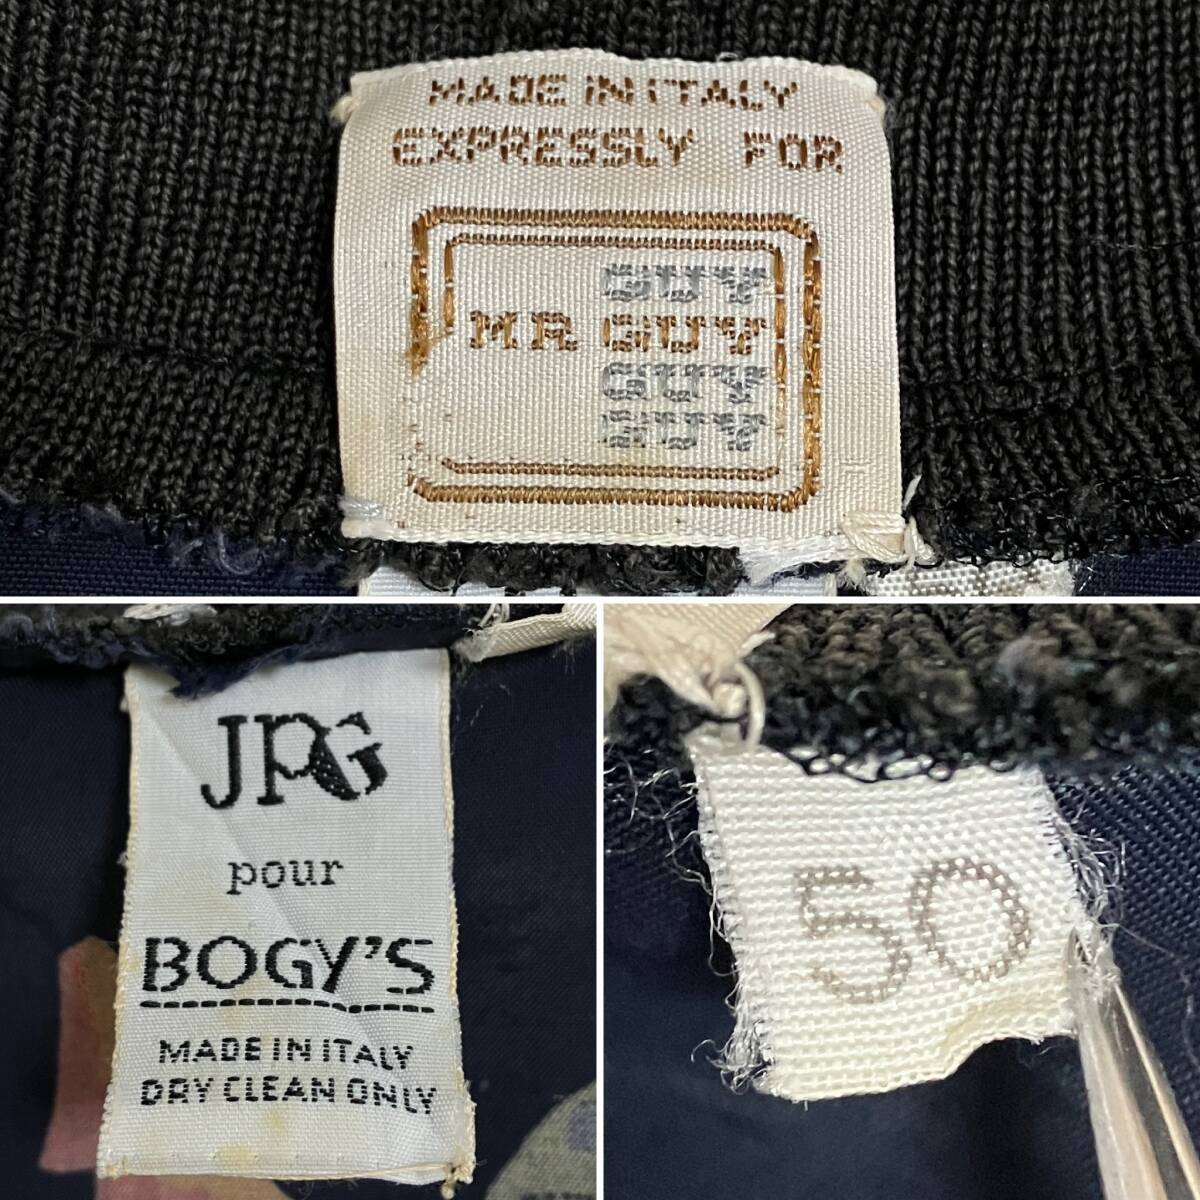 MADE IN ITALY
EXPRESSLY FOR
GUY
MR GUY
GUY
GUY
JPG
pour
BOGY'S
MADE IN ITALY
DRY CLEAN ONLY
50